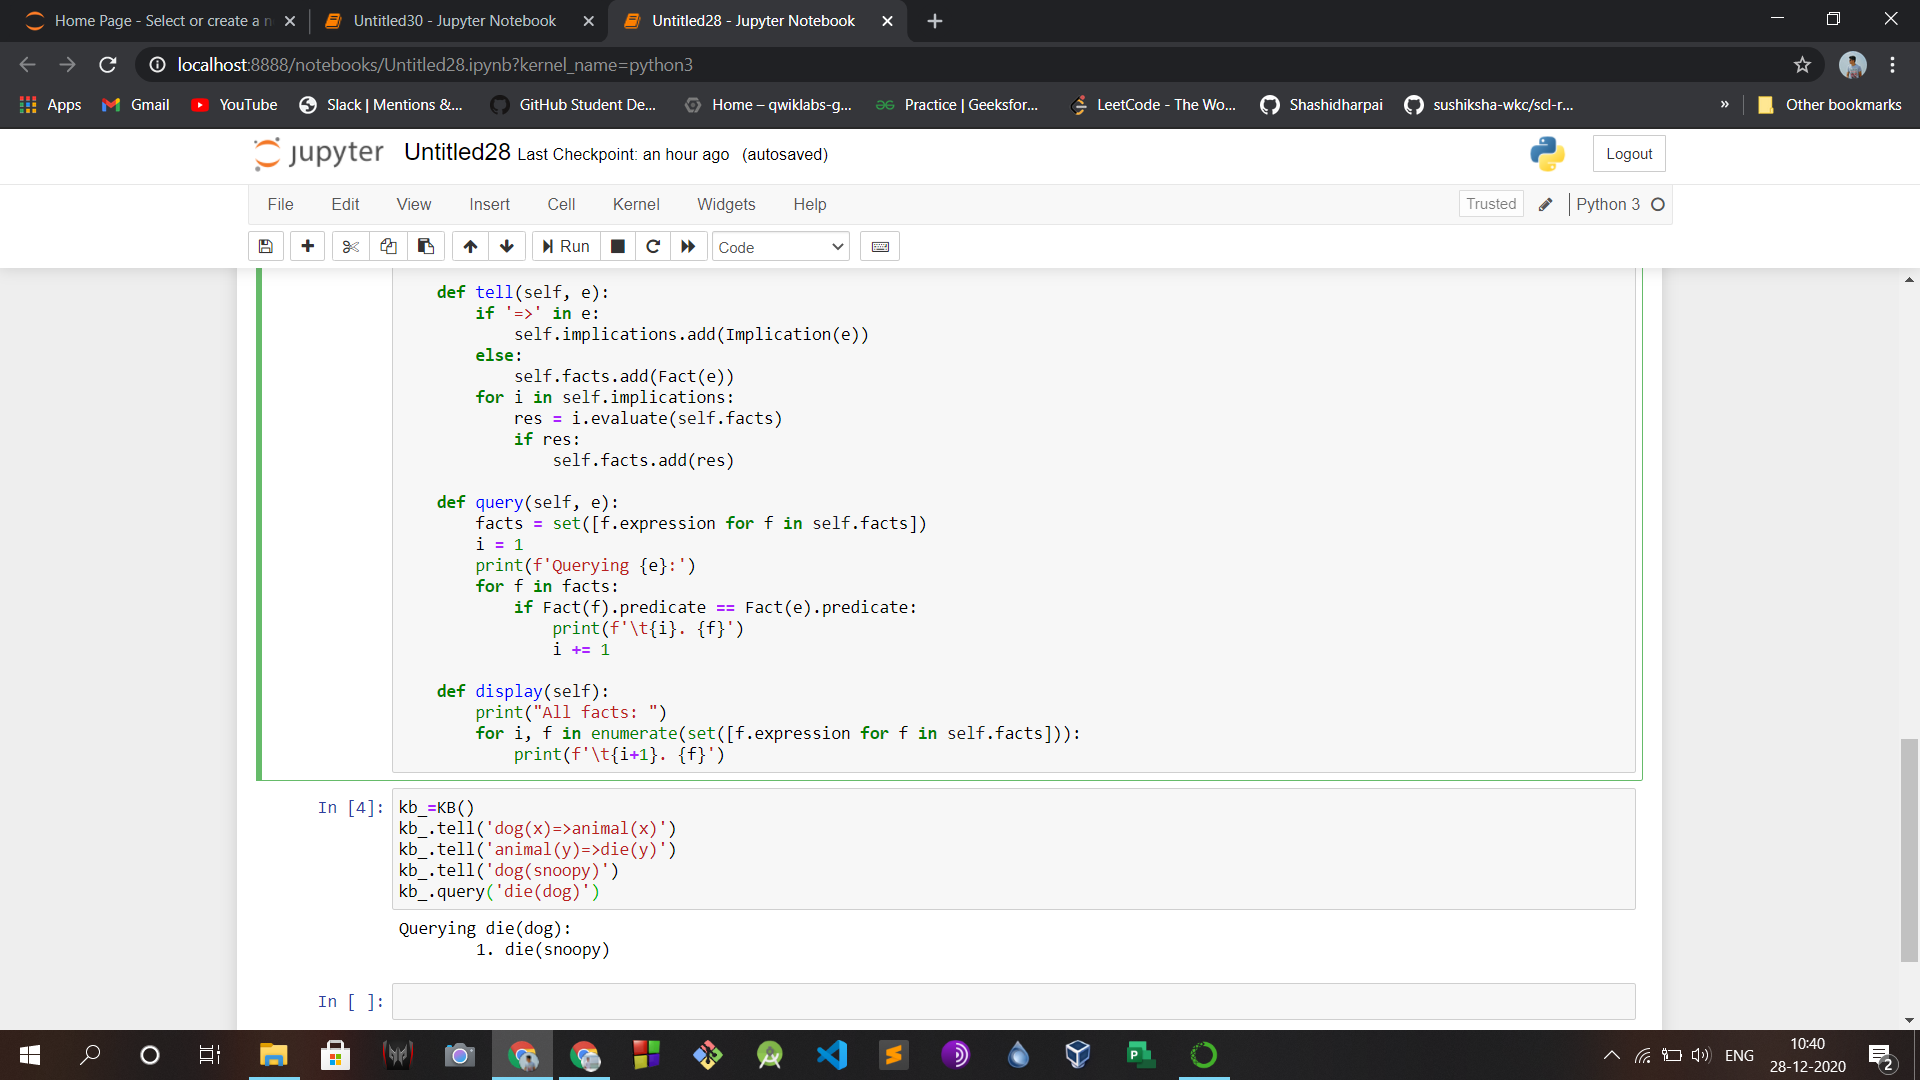 Home Page - Select or create a n
Untitled30 - Jupyter Notebook
Untitled28 - Jupyter Notebook
localhost:8888/notebooks/Untitled28.ipynb?kernel_name=python3
Apps
Gmail
YouTube
Slack | Mentions &...
GitHub Student De...
Home – qwiklabs-g...
Practice | Geeksfor...
LeetCode - The Wo...
Shashidharpai
sushiksha-wkc/scl-r...
»
Other bookmarks
jupyter Untitled28 Last Checkpoint: an hour ago (autosaved)
Logout
File Edit View Insert Cell Kernel Widgets Help
Trusted
Python 3
Run
Code
    def tell(self, e):
        if '=>' in e:
            self.implications.add(Implication(e))
        else:
            self.facts.add(Fact(e))
        for i in self.implications:
            res = i.evaluate(self.facts)
            if res:
                self.facts.add(res)
    def query(self, e):
        facts = set([f.expression for f in self.facts])
        i = 1
        print(f'Querying {e}:')
        for f in facts:
            if Fact(f).predicate == Fact(e).predicate:
                print(f'\t{i}. {f}')
                i += 1
    def display(self):
        print("All facts: ")
        for i, f in enumerate(set([f.expression for f in self.facts])):
            print(f'\t{i+1}. {f}')
In [4]:
kb_=KB()
kb_.tell('dog(x)=>animal(x)')
kb_.tell('animal(y)=>die(y)')
kb_.tell('dog(snoopy)')
kb_.query('die(dog)')
Querying die(dog):
        1. die(snoopy)
In [ ]:
ENG
10:40
28-12-2020
2